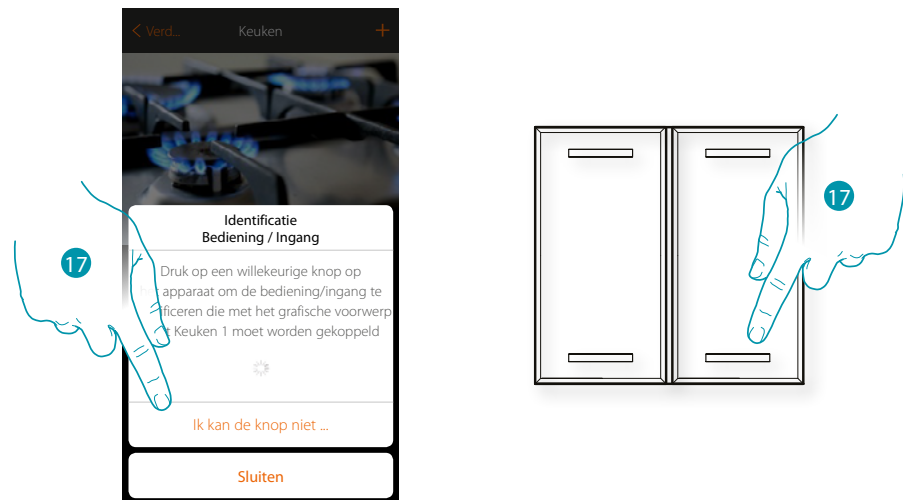 Verd...
Keuken
+
Identificatie
Bediening / Ingang
Druk op een willekeurige knop op
apparaat om de bediening/ingang te
ficeren die met het grafische voorwerp
t Keuken 1 moet worden gekoppeld
Ik kan de knop niet ...
Sluiten
17
17